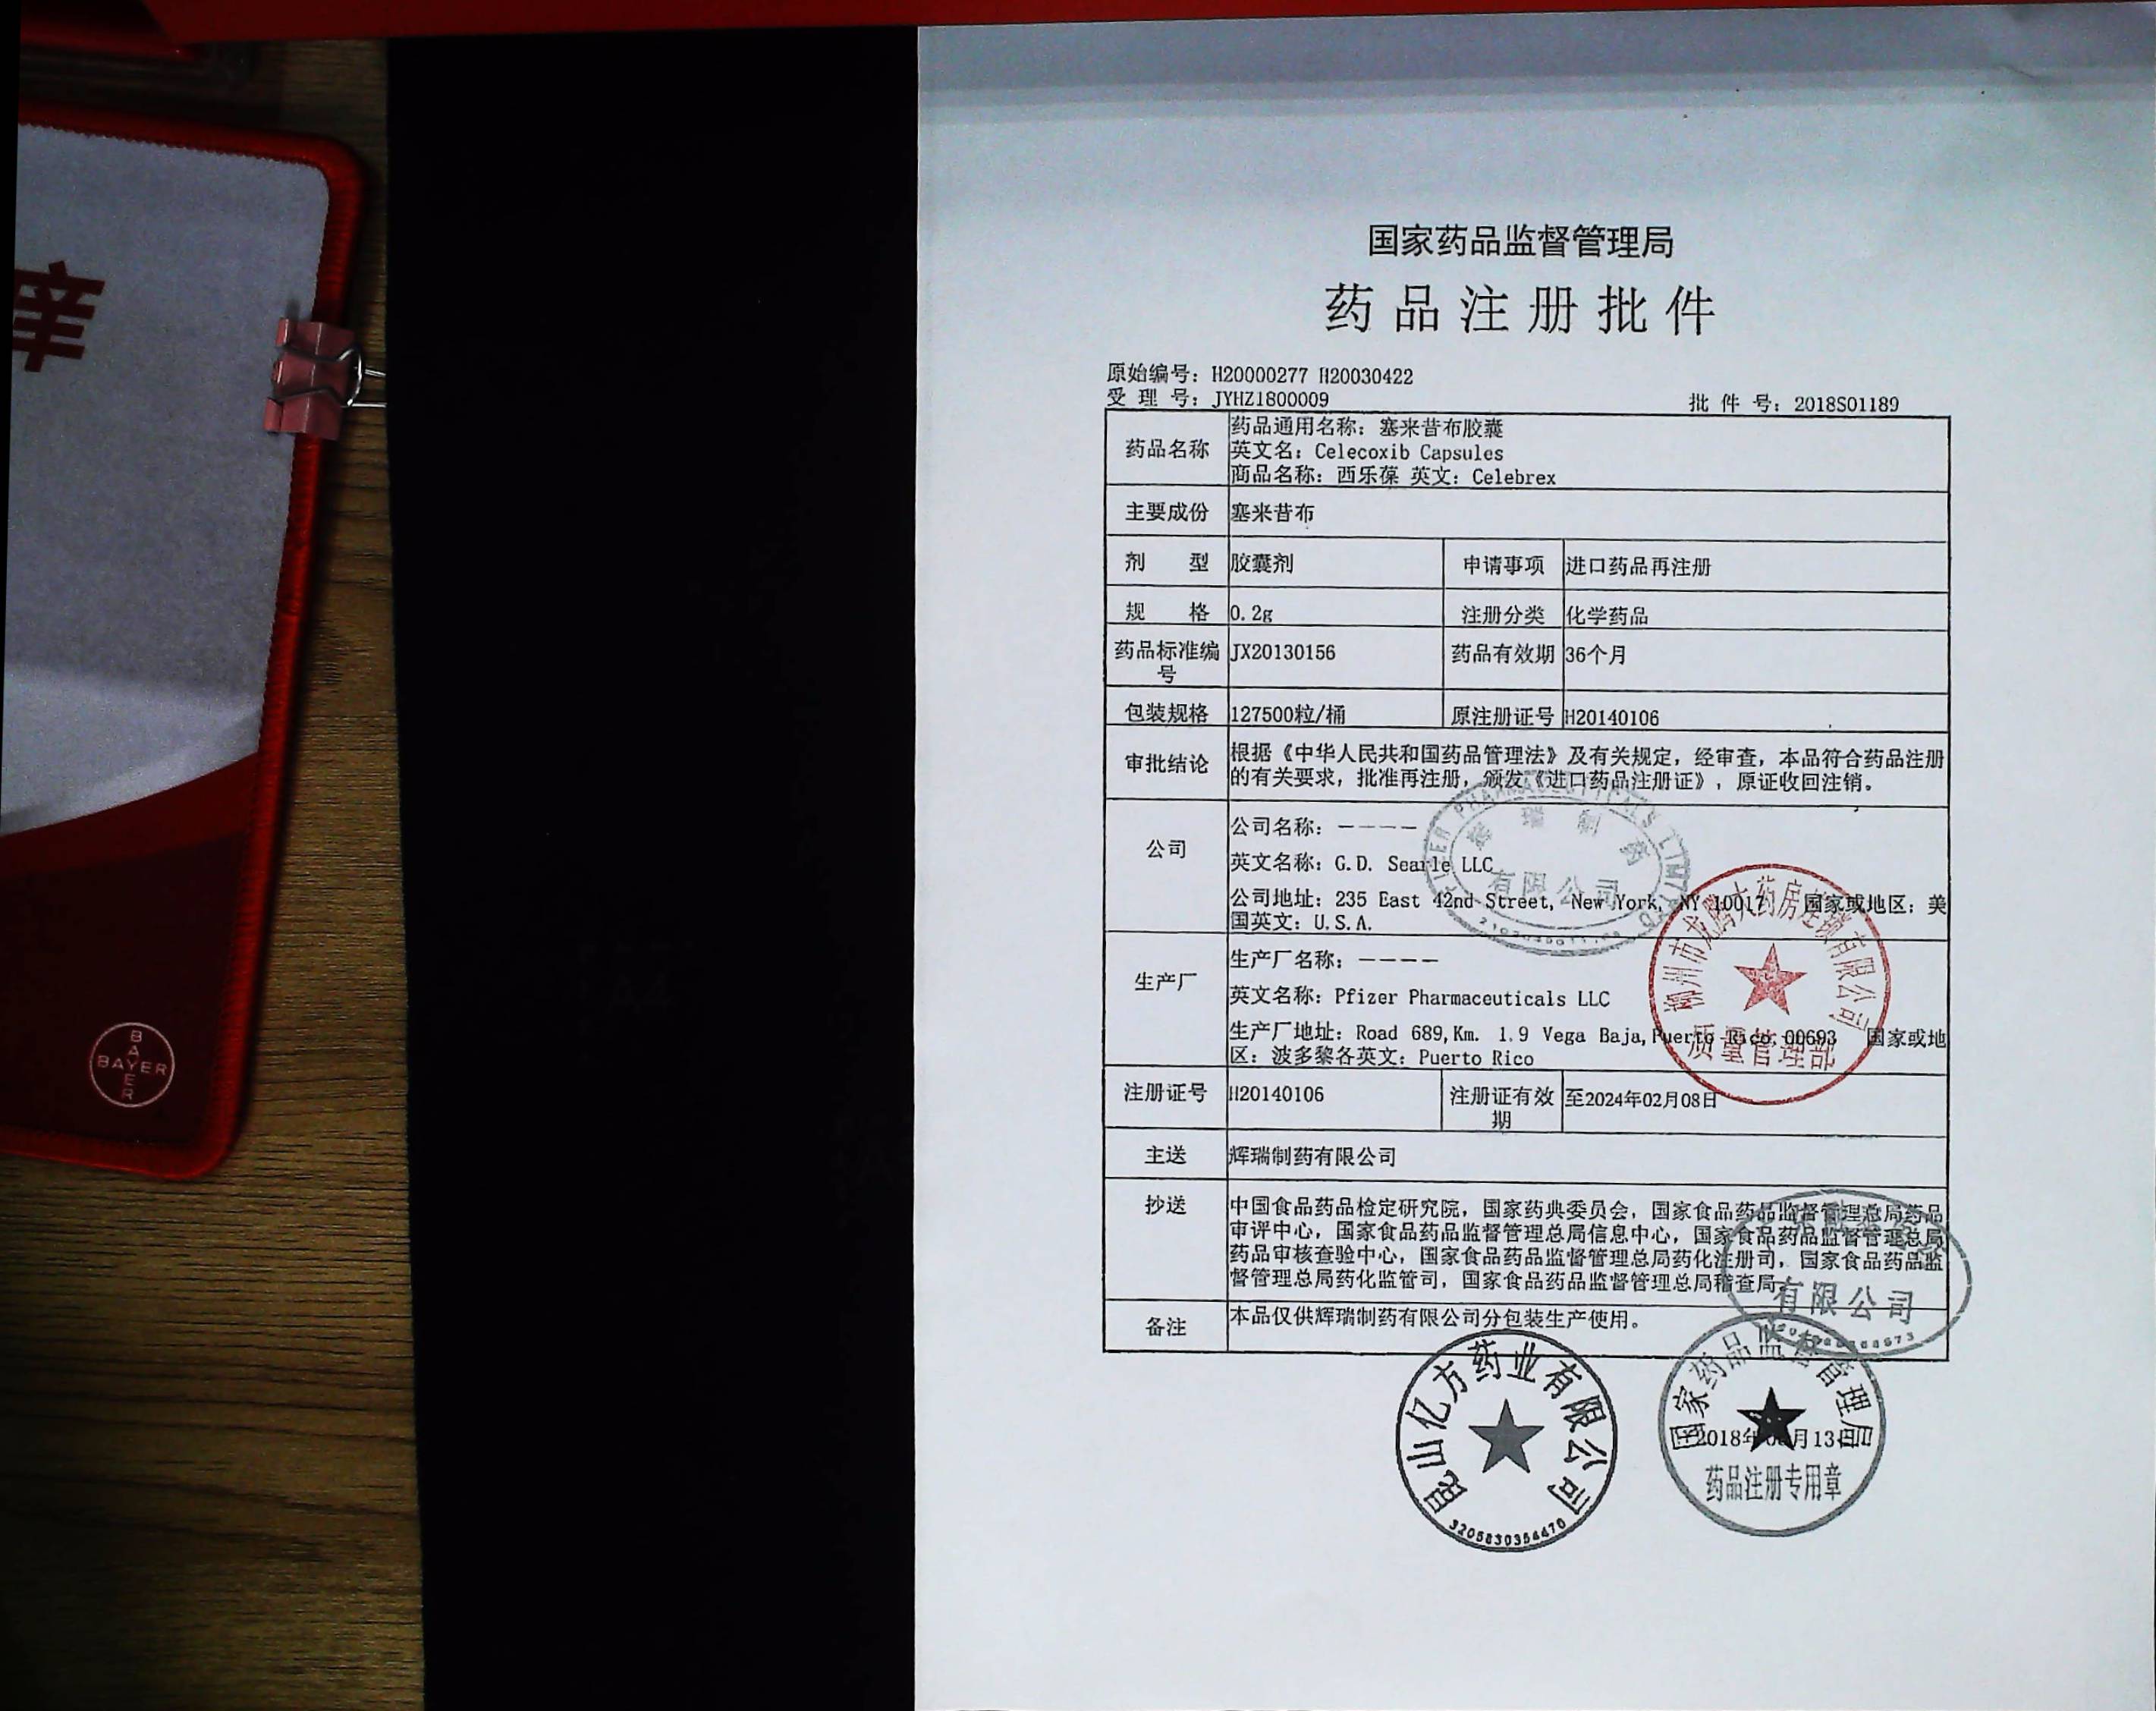 国家药品监督管理局
药品注册批件
原始编号：H20000277 H20030422
受 理 号：JYHZ1800009
批 件 号：2018S01189
药品名称
药品通用名称：塞来昔布胶囊
英文名：Celecoxib Capsules
商品名称：西乐葆 英文：Celebrex
主要成份
塞来昔布
剂 型
胶囊剂
申请事项
进口药品再注册
规 格
0.2g
注册分类
化学药品
药品标准编
号
JX20130156
药品有效期
36个月
包装规格
127500粒/桶
原注册证号
H20140106
审批结论
根据《中华人民共和国药品管理法》及有关规定，经审查，本品符合药品注册
的有关要求，批准再注册，颁发《进口药品注册证》，原证收回注销。
公司
公司名称：————
英文名称：G.D. Searle LLC
公司地址：235 East 42nd Street, New York, NY 10017 国家或地区：美
国英文：U.S.A.
生产厂
生产厂名称：————
英文名称：Pfizer Pharmaceuticals LLC
生产厂地址：Road 689,Km. 1.9 Vega Baja,Puerto Rico,00693 国家或地
区：波多黎各英文：Puerto Rico
注册证号
H20140106
注册证有效
期
至2024年02月08日
主送
辉瑞制药有限公司
抄送
中国食品药品检定研究院，国家药典委员会，国家食品药品监督管理总局药品
审评中心，国家食品药品监督管理总局信息中心，国家食品药品监督管理总局
药品审核查验中心，国家食品药品监督管理总局药化注册司，国家食品药品监
督管理总局药化监管司，国家食品药品监督管理总局稽查局。
备注
本品仅供辉瑞制药有限公司分包装生产使用。
辉瑞制药
有限公司
柳州市龙腾大药房连锁有限公司
质量管理部
有限公司
昆山亿方药业有限公司
3205830354470
国家药品监督管理局
药品注册专用章
痒
BAYER
BAYER